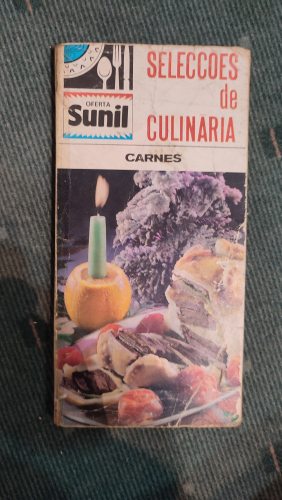 SELECCOES
de
CULINARIA
OFERTA
Sunil
CARNES